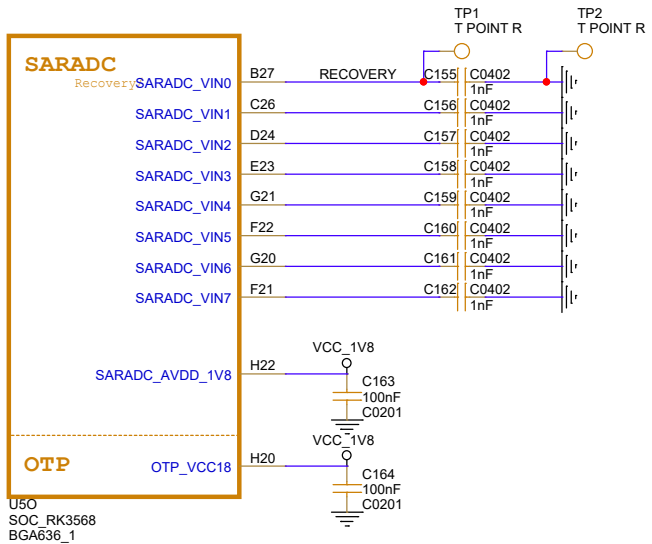 TP1
T POINT R
TP2
T POINT R
SARADC
Recovery
SARADC_VIN0 B27 RECOVERY C155 C0402
1nF
SARADC_VIN1 C26 C156 C0402
1nF
SARADC_VIN2 D24 C157 C0402
1nF
SARADC_VIN3 E23 C158 C0402
1nF
SARADC_VIN4 G21 C159 C0402
1nF
SARADC_VIN5 F22 C160 C0402
1nF
SARADC_VIN6 G20 C161 C0402
1nF
SARADC_VIN7 F21 C162 C0402
1nF
VCC_1V8
SARADC_AVDD_1V8 H22
C163
100nF
C0201
VCC_1V8
OTP
OTP_VCC18 H20
C164
100nF
C0201
U5O
SOC_RK3568
BGA636_1